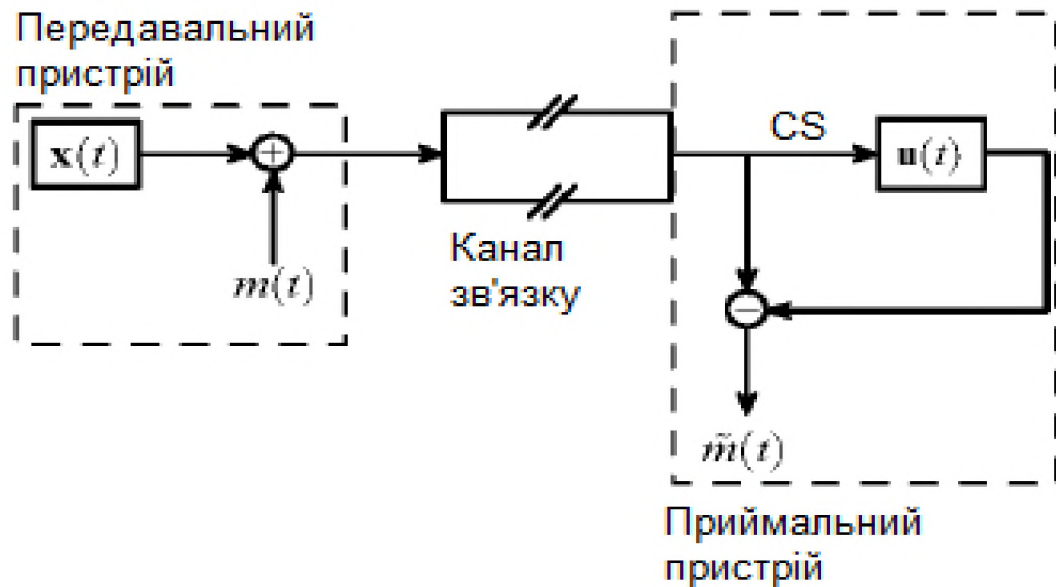 Передавальний
пристрій
x(t)
+
m(t)
Канал
зв'язку
CS
u(t)
−
m̃(t)
Приймальний
пристрій